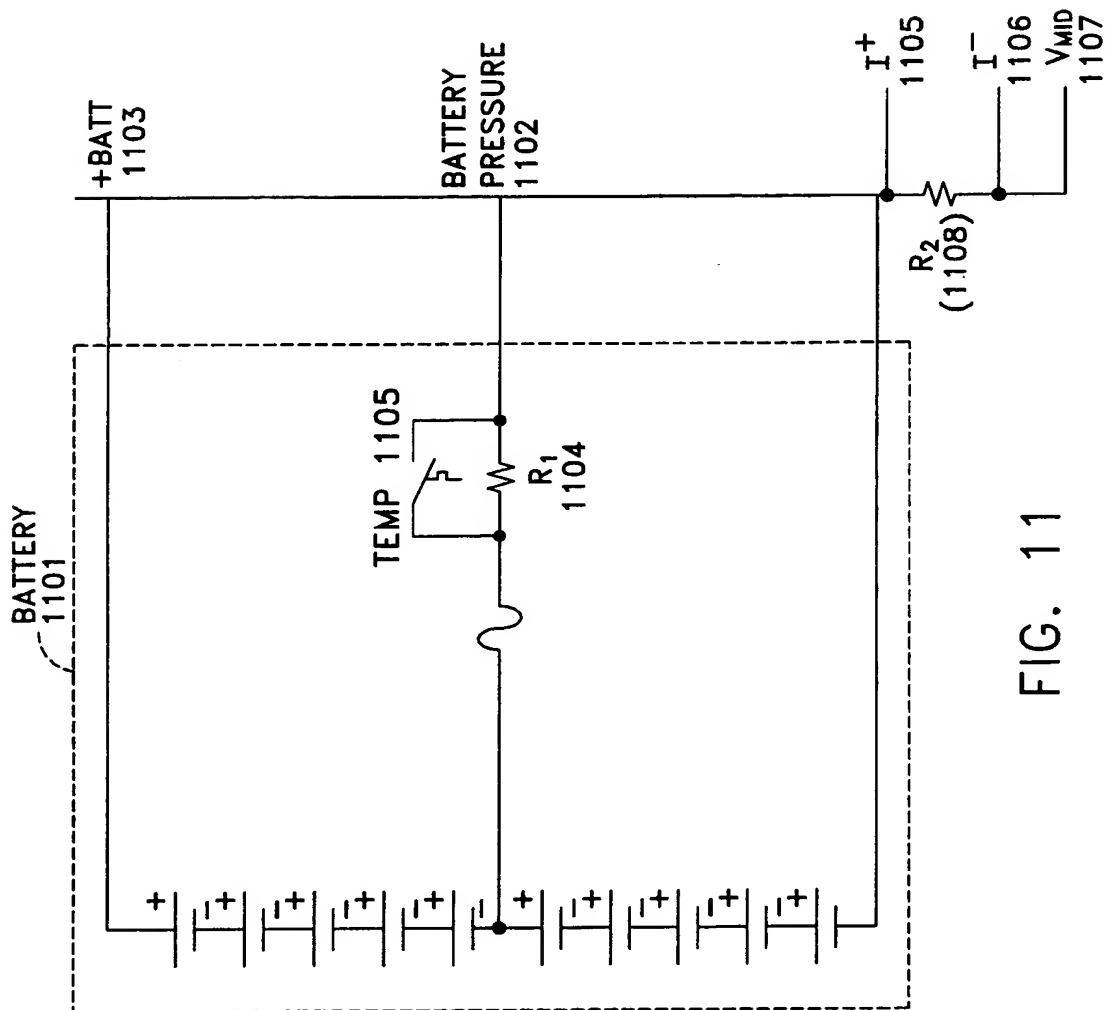 BATTERY
1101
+BATT
1103
BATTERY
PRESSURE
1102
TEMP 1105
R1
1104
I+
1105
I−
1106
VMID
1107
R2
(1108)
+
−
+
−
+
−
+
−
+
−
+
−
+
−
+
−
+
−
+
FIG. 11